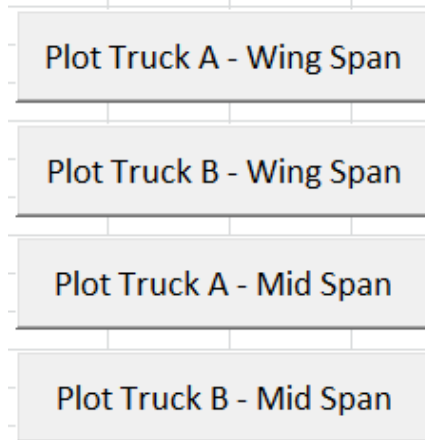 Plot Truck A - Wing Span
Plot Truck B - Wing Span
Plot Truck A - Mid Span
Plot Truck B - Mid Span